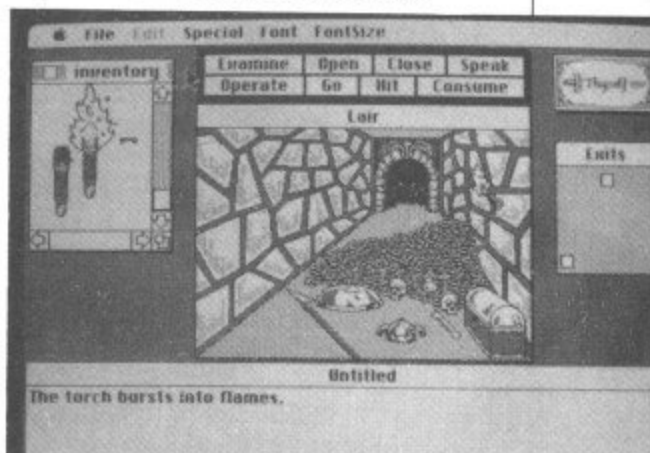 File Edit Special Font FontSize
inventory
Examine Open Close Speak
Operate Go Hit Consume
Lair
Exits
Untitled
The torch bursts into flames.